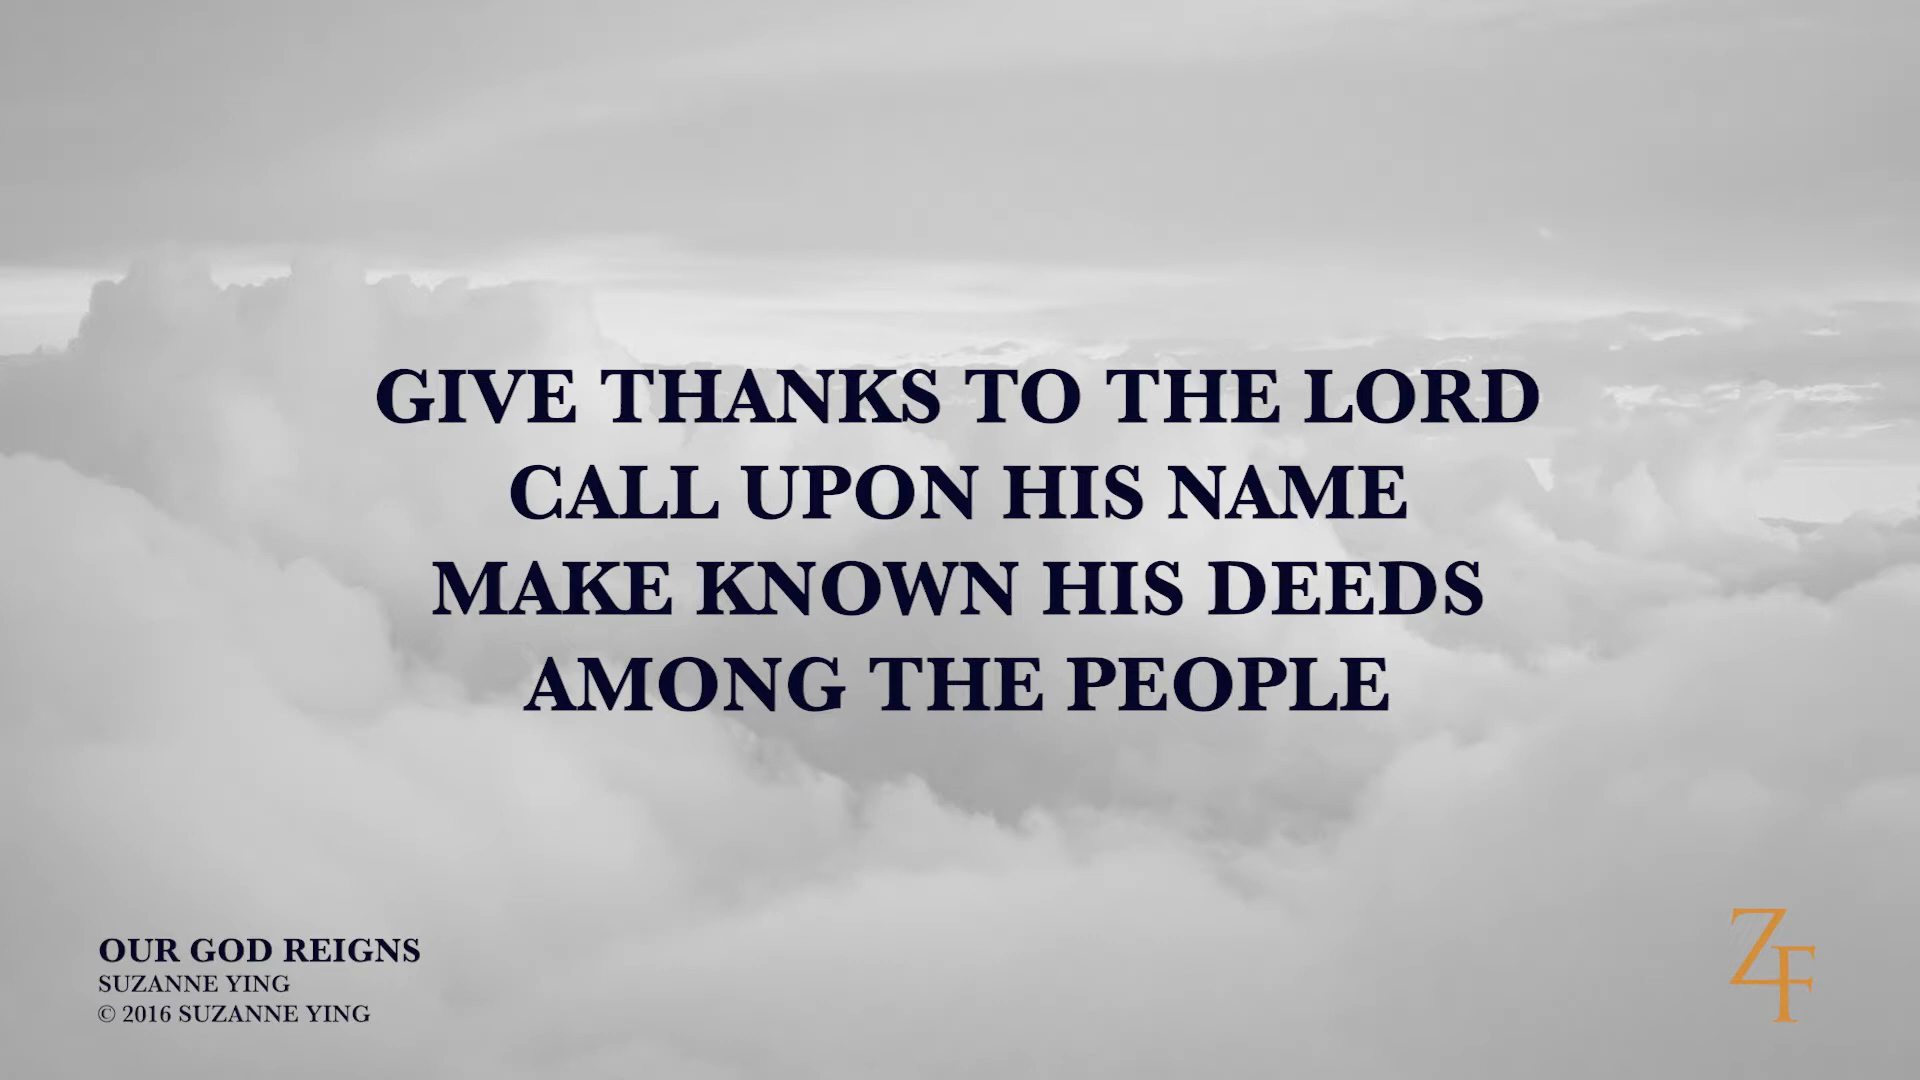 GIVE THANKS TO THE LORD
CALL UPON HIS NAME
MAKE KNOWN HIS DEEDS
AMONG THE PEOPLE
OUR GOD REIGNS
SUZANNE YING
© 2016 SUZANNE YING
ZF